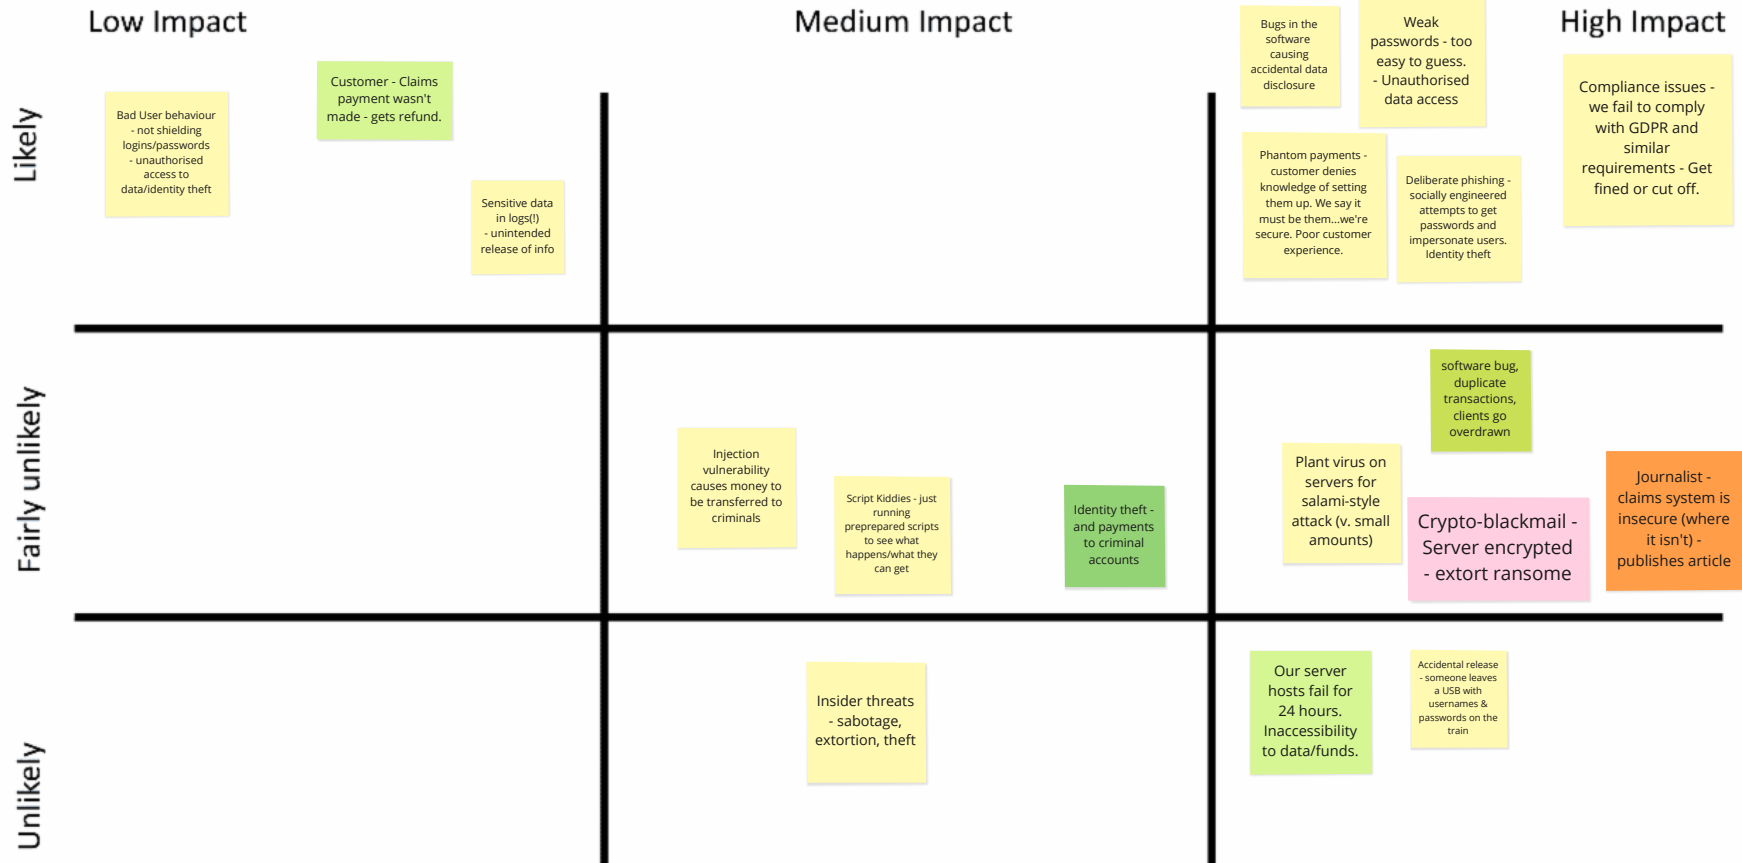 Low Impact
Medium Impact
High Impact
Likely
Bad User behaviour
- not shielding
logins/passwords
- unauthorised
access to
data/identity theft
Customer - Claims
payment wasn't
made - gets refund.
Sensitive data
in logs(!)
- unintended
release of info
Bugs in the
software
causing
accidental data
disclosure
Weak
passwords - too
easy to guess.
- Unauthorised
data access
Compliance issues -
we fail to comply
with GDPR and
similar
requirements - Get
fined or cut off.
Phantom payments -
customer denies
knowledge of setting
them up. We say it
must be them...we're
secure. Poor customer
experience.
Deliberate phishing -
socially engineered
attempts to get
passwords and
impersonate users.
Identity theft
Fairly unlikely
Injection
vulnerability
causes money to
be transferred to
criminals
Script Kiddies - just
running
preprepared scripts
to see what
happens/what they
can get
Identity theft -
and payments
to criminal
accounts
software bug,
duplicate
transactions,
clients go
overdrawn
Plant virus on
servers for
salami-style
attack (v. small
amounts)
Crypto-blackmail -
Server encrypted
- extort ransome
Journalist -
claims system is
insecure (where
it isn't) -
publishes article
Unlikely
Insider threats
- sabotage,
extortion, theft
Our server
hosts fail for
24 hours.
Inaccessibility
to data/funds.
Accidental release
- someone leaves
a USB with
usernames &
passwords on the
train